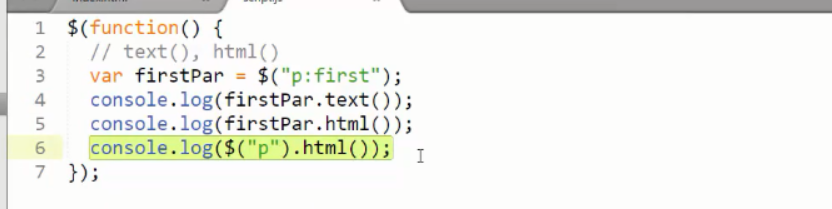 1 $(function() {
2 // text(), html()
3 var firstPar = $("p:first");
4 console.log(firstPar.text());
5 console.log(firstPar.html());
6 console.log($("p").html());
7 });